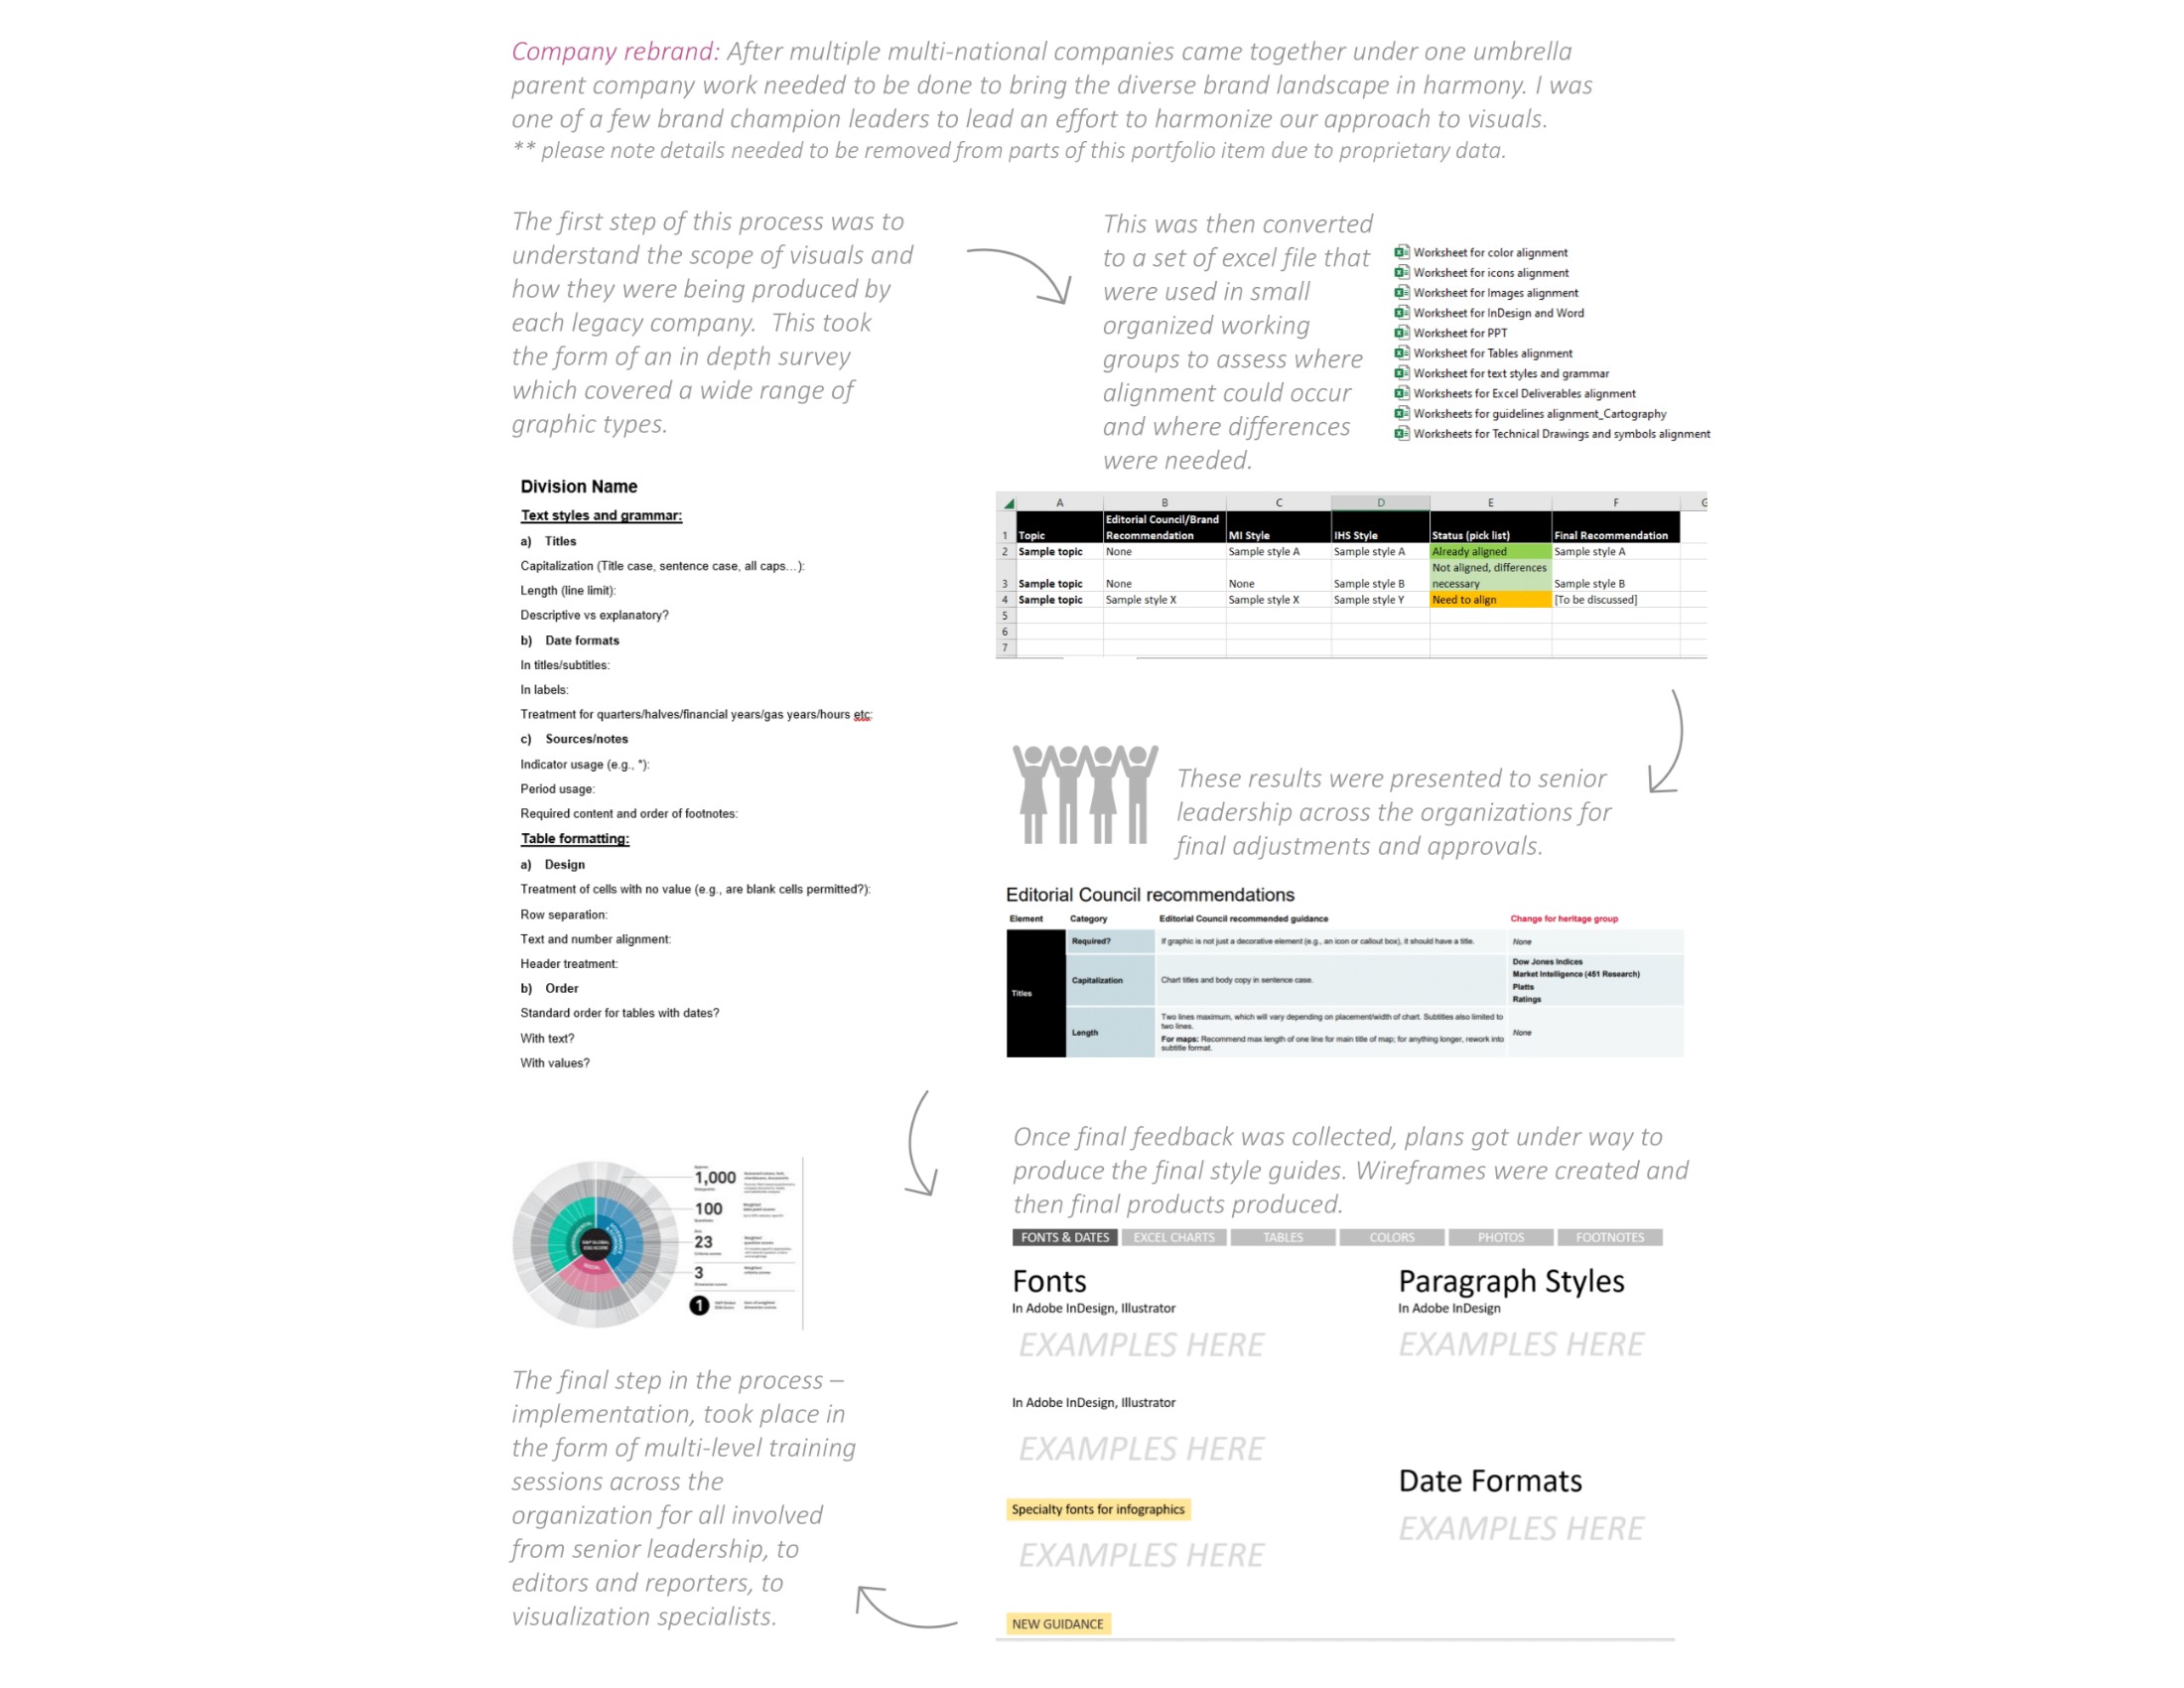 Company rebrand: After multiple multi-national companies came together under one umbrella
parent company work needed to be done to bring the diverse brand landscape in harmony. I was
one of a few brand champion leaders to lead an effort to harmonize our approach to visuals.
** please note details needed to be removed from parts of this portfolio item due to proprietary data.
The first step of this process was to
understand the scope of visuals and
how they were being produced by
each legacy company.  This took
the form of an in depth survey
which covered a wide range of
graphic types.
This was then converted
to a set of excel file that
were used in small
organized working
groups to assess where
alignment could occur
and where differences
were needed.
Worksheet for color alignment
Worksheet for icons alignment
Worksheet for Images alignment
Worksheet for InDesign and Word
Worksheet for PPT
Worksheet for Tables alignment
Worksheet for text styles and grammar
Worksheets for Excel Deliverables alignment
Worksheets for guidelines alignment_Cartography
Worksheets for Technical Drawings and symbols alignment
Division Name
Text styles and grammar:
a) Titles
Capitalization (Title case, sentence case, all caps…):
Length (line limit):
Descriptive vs explanatory?
b) Date formats
In titles/subtitles:
In labels:
Treatment for quarters/halves/financial years/gas years/hours etc:
c) Sources/notes
Indicator usage (e.g., *):
Period usage:
Required content and order of footnotes:
Table formatting:
a) Design
Treatment of cells with no value (e.g., are blank cells permitted?):
Row separation:
Text and number alignment:
Header treatment:
b) Order
Standard order for tables with dates?
With text?
With values?
A B C D E F G
Editorial Council/Brand
1 Topic Recommendation MI Style IHS Style Status (pick list) Final Recommendation
2 Sample topic None Sample style A Sample style A Already aligned Sample style A
Not aligned, differences
3 Sample topic None None Sample style B necessary Sample style B
4 Sample topic Sample style X Sample style X Sample style Y Need to align [To be discussed]
5
6
7
These results were presented to senior
leadership across the organizations for
final adjustments and approvals.
Editorial Council recommendations
Element Category Editorial Council recommended guidance Change for heritage group
Titles
Required? If graphic is not just a decorative element (e.g., an icon or callout box), it should have a title. None
Capitalization Chart titles and body copy in sentence case.
Dow Jones Indices
Market Intelligence (451 Research)
Platts
Ratings
Length
Two lines maximum, which will vary depending on placement/width of chart. Subtitles also limited to
two lines.
For maps: Recommend max length of one line for main title of map; for anything longer, rework into
subtitle format.
None
Once final feedback was collected, plans got under way to
produce the final style guides. Wireframes were created and
then final products produced.
FONTS & DATES EXCEL CHARTS TABLES COLORS PHOTOS FOOTNOTES
Fonts
In Adobe InDesign, Illustrator
EXAMPLES HERE
In Adobe InDesign, Illustrator
EXAMPLES HERE
Specialty fonts for infographics
EXAMPLES HERE
NEW GUIDANCE
Paragraph Styles
In Adobe InDesign
EXAMPLES HERE
Date Formats
EXAMPLES HERE
S&P GLOBAL
ESG SCORE
SOCIAL
1,000
100
23
3
1
The final step in the process –
implementation, took place in
the form of multi-level training
sessions across the
organization for all involved
from senior leadership, to
editors and reporters, to
visualization specialists.